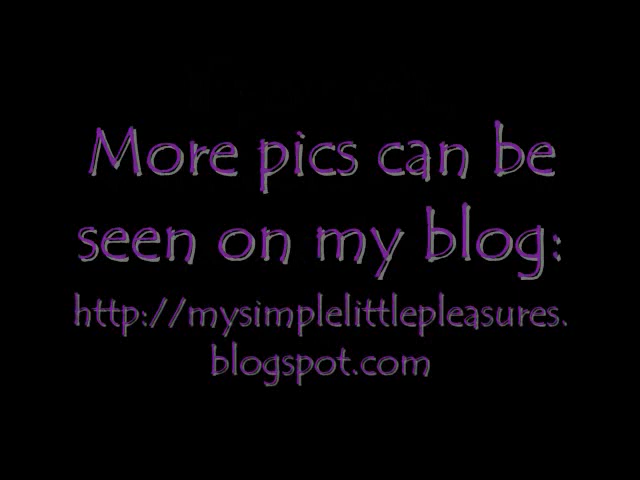 More pics can be
seen on my blog:
http://mysimplelittlepleasures.
blogspot.com